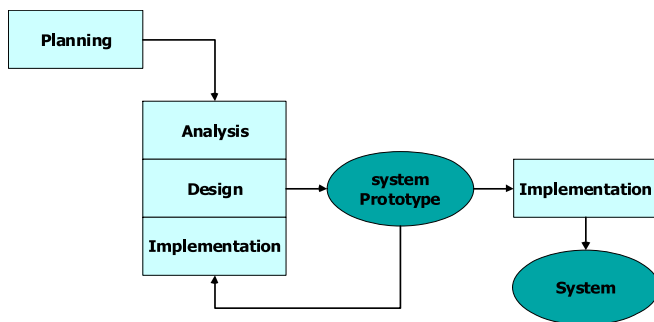 Planning
Analysis
Design
Implementation
system
Prototype
Implementation
System